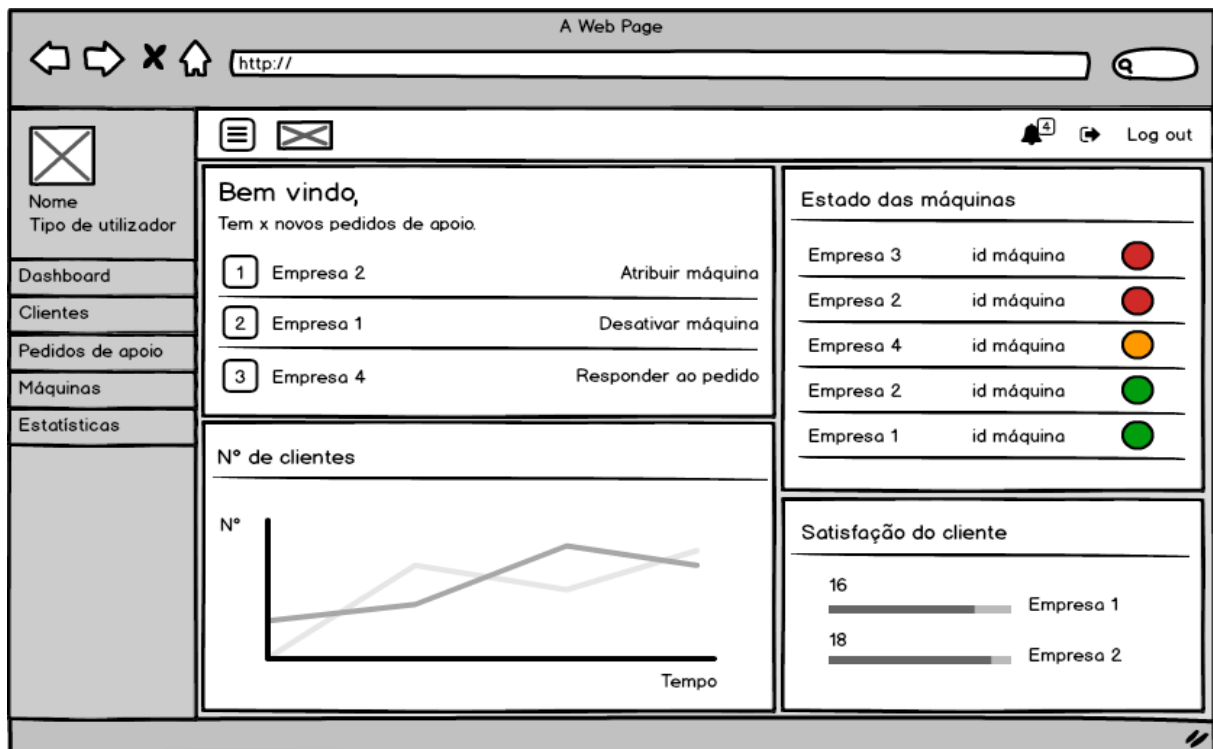 A Web Page
http://
4
Log out
Nome
Tipo de utilizador
Dashboard
Clientes
Pedidos de apoio
Máquinas
Estatísticas
Bem vindo,
Tem x novos pedidos de apoio.
1 Empresa 2 Atribuir máquina
2 Empresa 1 Desativar máquina
3 Empresa 4 Responder ao pedido
Estado das máquinas
Empresa 3 id máquina
Empresa 2 id máquina
Empresa 4 id máquina
Empresa 2 id máquina
Empresa 1 id máquina
Nº de clientes
Nº
Tempo
Satisfação do cliente
16
Empresa 1
18
Empresa 2